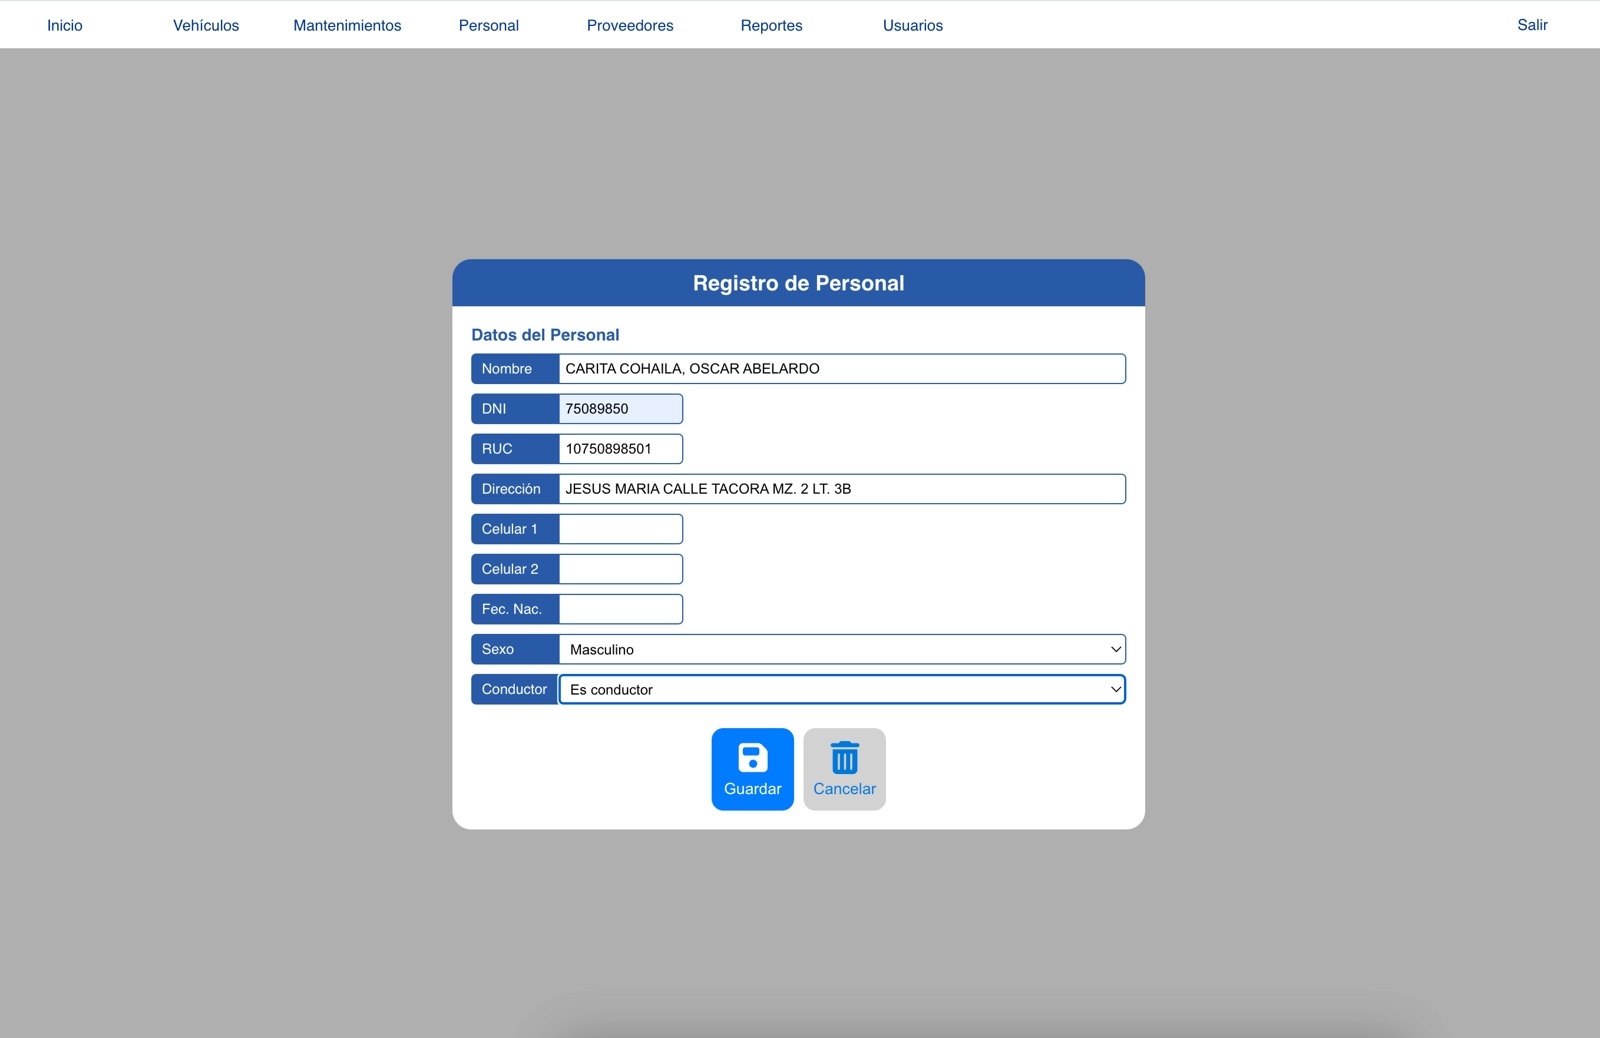 Inicio Vehículos Mantenimientos Personal Proveedores Reportes Usuarios Salir
Registro de Personal
Datos del Personal
Nombre CARITA COHAILA, OSCAR ABELARDO
DNI 75089850
RUC 10750898501
Dirección JESUS MARIA CALLE TACORA MZ. 2 LT. 3B
Celular 1
Celular 2
Fec. Nac.
Sexo Masculino
Conductor Es conductor
Guardar Cancelar